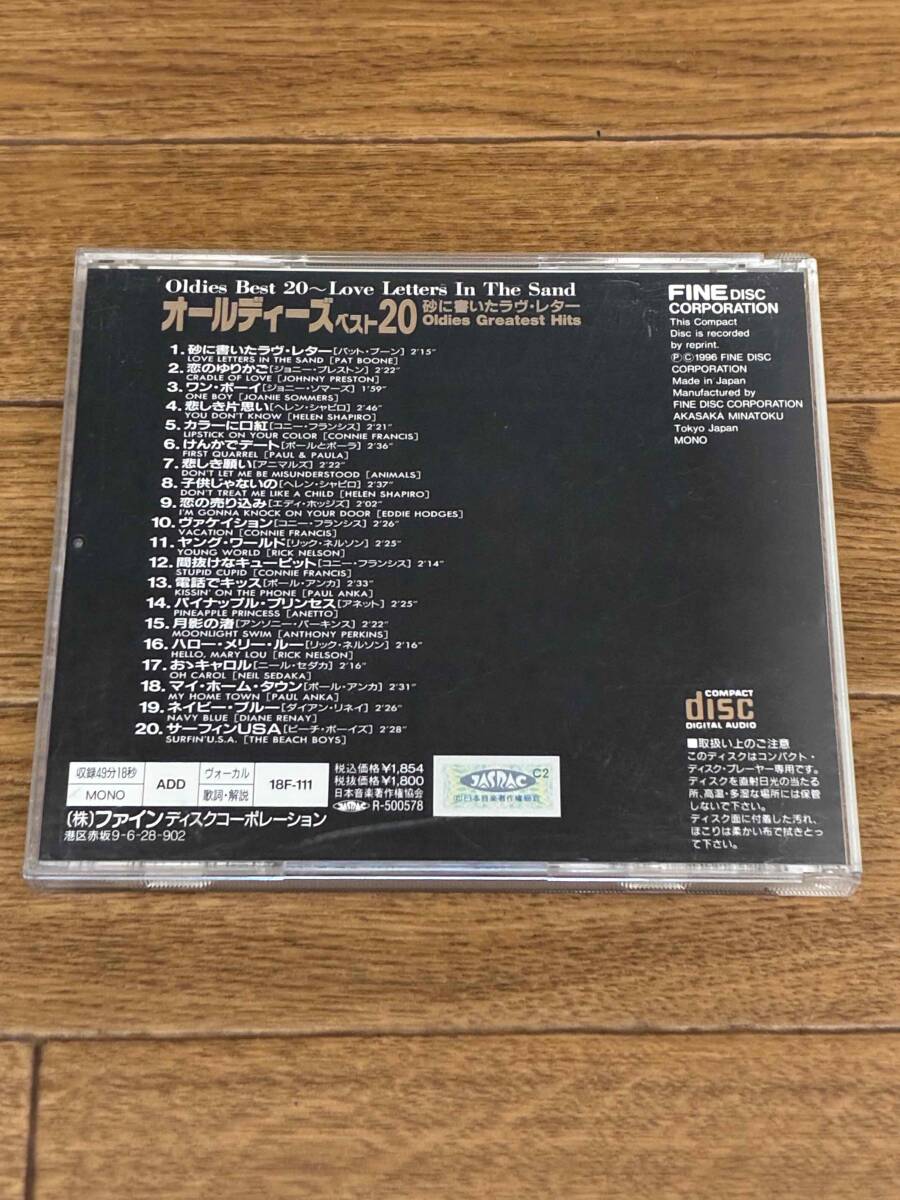 Oldies Best 20〜Love Letters In The Sand
オールディーズベスト20 砂に書いたラヴ・レター
Oldies Greatest Hits
1. 砂に書いたラヴ・レター[パット・ブーン] 2'15"
LOVE LETTERS IN THE SAND [PAT BOONE]
2. 恋のゆりかご[ジョニー・プレストン] 2'22"
CRADLE OF LOVE [JOHNNY PRESTON]
3. ワン・ボーイ[ジョニー・ソマーズ] 1'59"
ONE BOY [JOANIE SOMMERS]
4. 悲しき片思い[ヘレン・シャピロ] 2'46"
YOU DON'T KNOW [HELEN SHAPIRO]
5. カラーに口紅[コニー・フランシス] 2'21"
LIPSTICK ON YOUR COLOR [CONNIE FRANCIS]
6. けんかでデート[ポールとポーラ] 2'36"
FIRST QUARREL [PAUL & PAULA]
7. 悲しき願い[アニマルズ] 2'22"
DON'T LET ME BE MISUNDERSTOOD [ANIMALS]
8. 子供じゃないの[ヘレン・シャピロ] 2'37"
DON'T TREAT ME LIKE A CHILD [HELEN SHAPIRO]
9. 恋の売り込み[エディ・ホッジズ] 2'02"
I'M GONNA KNOCK ON YOUR DOOR [EDDIE HODGES]
10. ヴァケイション[コニー・フランシス] 2'26"
VACATION [CONNIE FRANCIS]
11. ヤング・ワールド[リック・ネルソン] 2'25"
YOUNG WORLD [RICK NELSON]
12. 間抜けなキューピット[コニー・フランシス] 2'14"
STUPID CUPID [CONNIE FRANCIS]
13. 電話でキッス[ポール・アンカ] 2'33"
KISSIN' ON THE PHONE [PAUL ANKA]
14. パイナップル・プリンセス[アネット] 2'25"
PINEAPPLE PRINCESS [ANETTO]
15. 月影の渚[アンソニー・パーキンス] 2'22"
MOONLIGHT SWIM [ANTHONY PERKINS]
16. ハロー・メリー・ルー[リック・ネルソン] 2'16"
HELLO, MARY LOU [RICK NELSON]
17. おゝキャロル[ニール・セダカ] 2'16"
OH CAROL [NEIL SEDAKA]
18. マイ・ホーム・タウン[ポール・アンカ] 2'31"
MY HOME TOWN [PAUL ANKA]
19. ネイビー・ブルー[ダイアン・リネイ] 2'26"
NAVY BLUE [DIANE RENAY]
20. サーフィンUSA[ビーチ・ボーイズ] 2'28"
SURFIN'U.S.A. [THE BEACH BOYS]
収録49分18秒 ADD ヴォーカル 18F-111
MONO 歌詞・解説
税込価格¥1,854
税抜価格¥1,800
日本音楽著作権協会
JASRAC R-500578
(株)ファインディスクコーポレーション
港区赤坂9-6-28-902
JASRAC C2
日本音楽著作権協会
FINE DISC
CORPORATION
This Compact
Disc is recorded
by reprint.
ⓅⒸ1996 FINE DISC
CORPORATION
Made in Japan
Manufactured by
FINE DISC CORPORATION
AKASAKA MINATOKU
Tokyo Japan
MONO
COMPACT
disc
DIGITAL AUDIO
■取扱い上のご注意
このディスクはコンパクト・
ディスク・プレーヤー専用です。
ディスクを直射日光の当たる
所、高温・多湿な場所には保管
しないで下さい。
ディスク面に付着した汚れ、
ほこりは柔かい布で拭きとっ
て下さい。